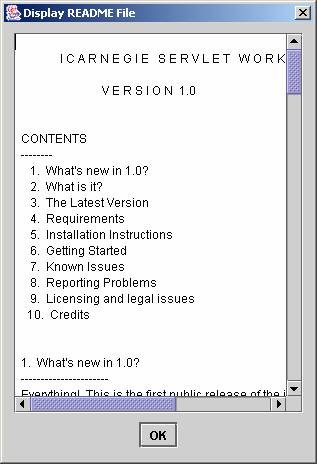 Display README File
ICARNEGIE SERVLET WORK
VERSION 1.0
CONTENTS
--------
1. What's new in 1.0?
2. What is it?
3. The Latest Version
4. Requirements
5. Installation Instructions
6. Getting Started
7. Known Issues
8. Reporting Problems
9. Licensing and legal issues
10. Credits
1. What's new in 1.0?
----------------------
Everything! This is the first public release of the i
OK